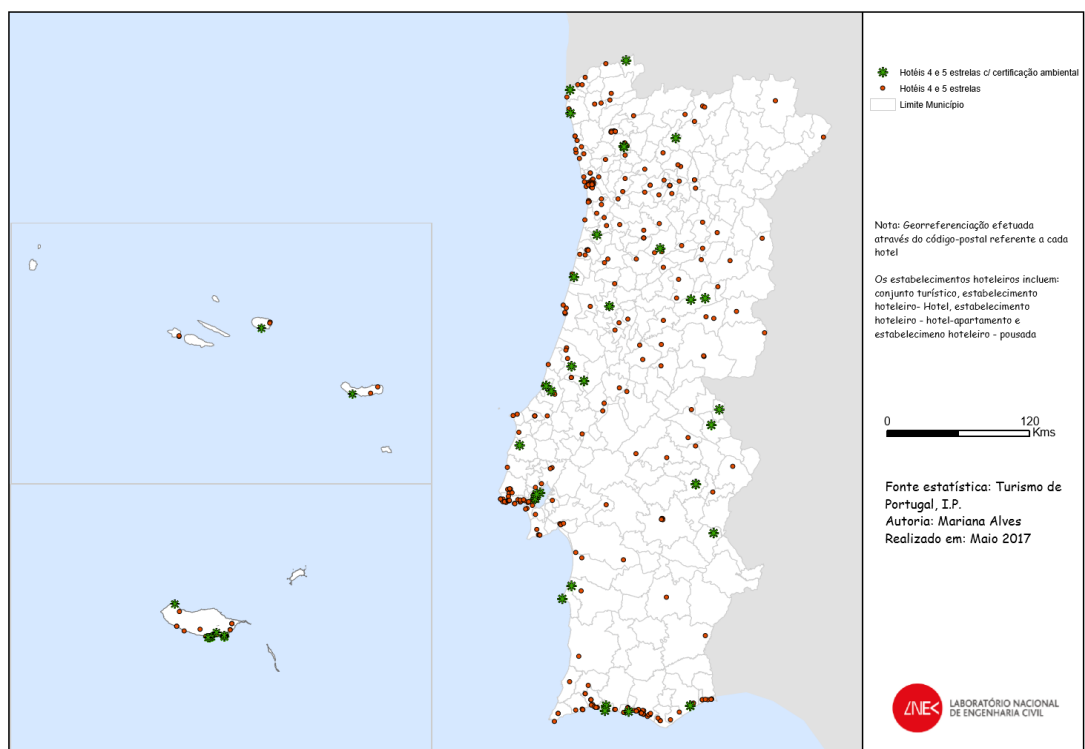 Hotéis 4 e 5 estrelas c/ certificação ambiental
Hotéis 4 e 5 estrelas
Limite Município
Nota: Georreferenciação efetuada
através do código-postal referente a cada
hotel
Os estabelecimentos hoteleiros incluem:
conjunto turístico, estabelecimento
hoteleiro- Hotel, estabelecimento
hoteleiro - hotel-apartamento e
estabelecimeno hoteleiro - pousada
0 120
Kms
Fonte estatística: Turismo de
Portugal, I.P.
Autoria: Mariana Alves
Realizado em: Maio 2017
LNEC
LABORATÓRIO NACIONAL
DE ENGENHARIA CIVIL